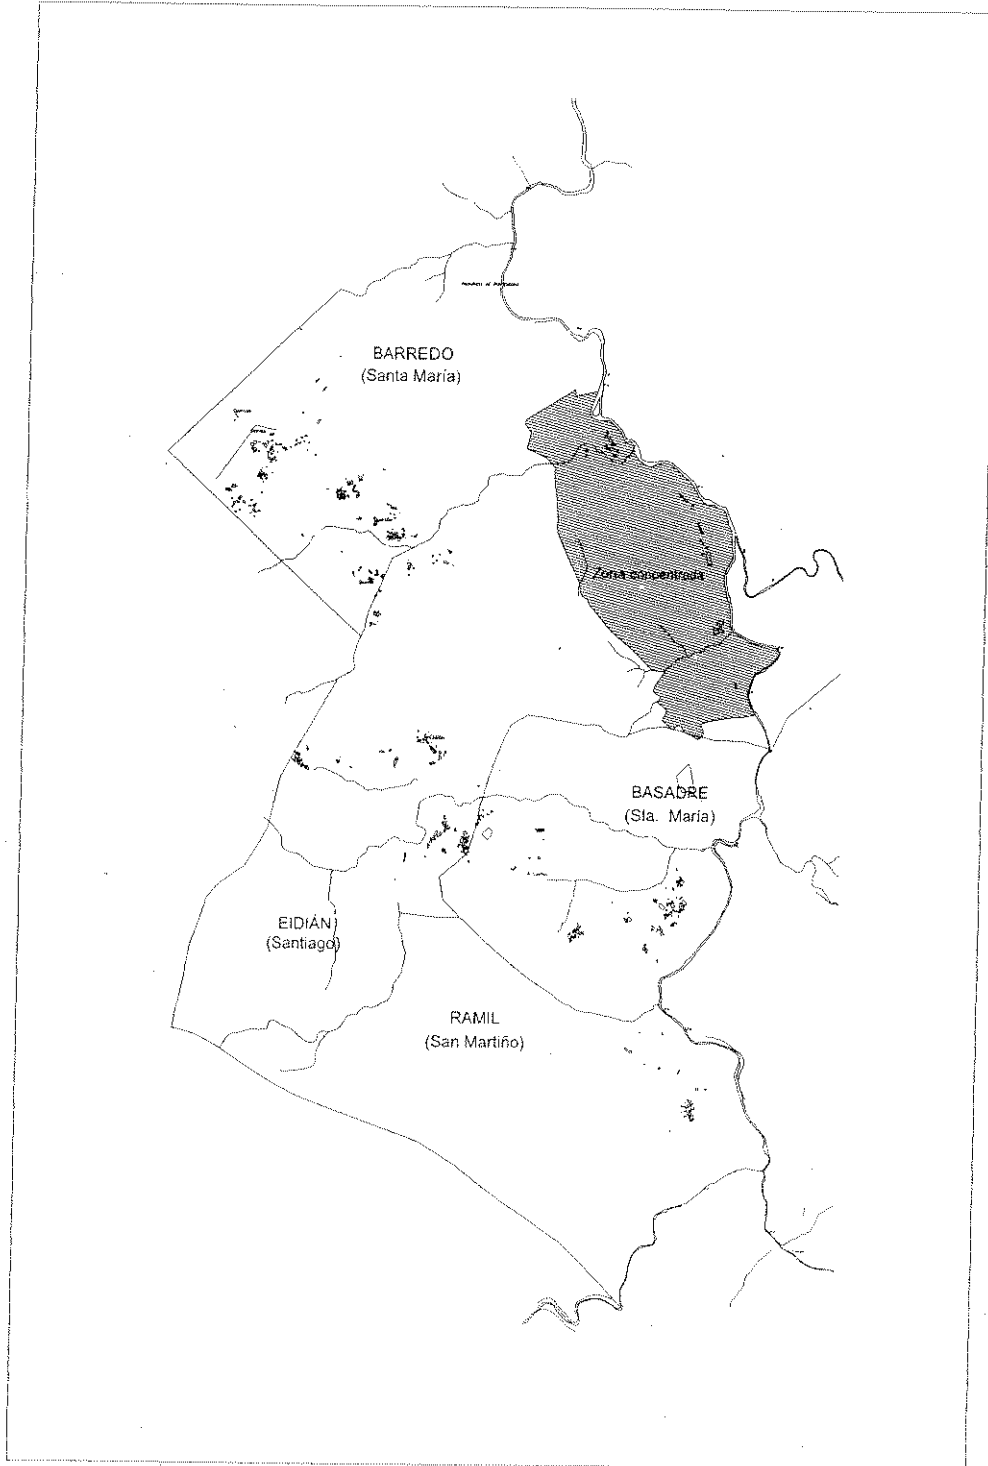 BARREDO
(Santa María)
Zona concentrada
BASADRE
(Sta. María)
EIDIÁN
(Santiago)
RAMIL
(San Martiño)